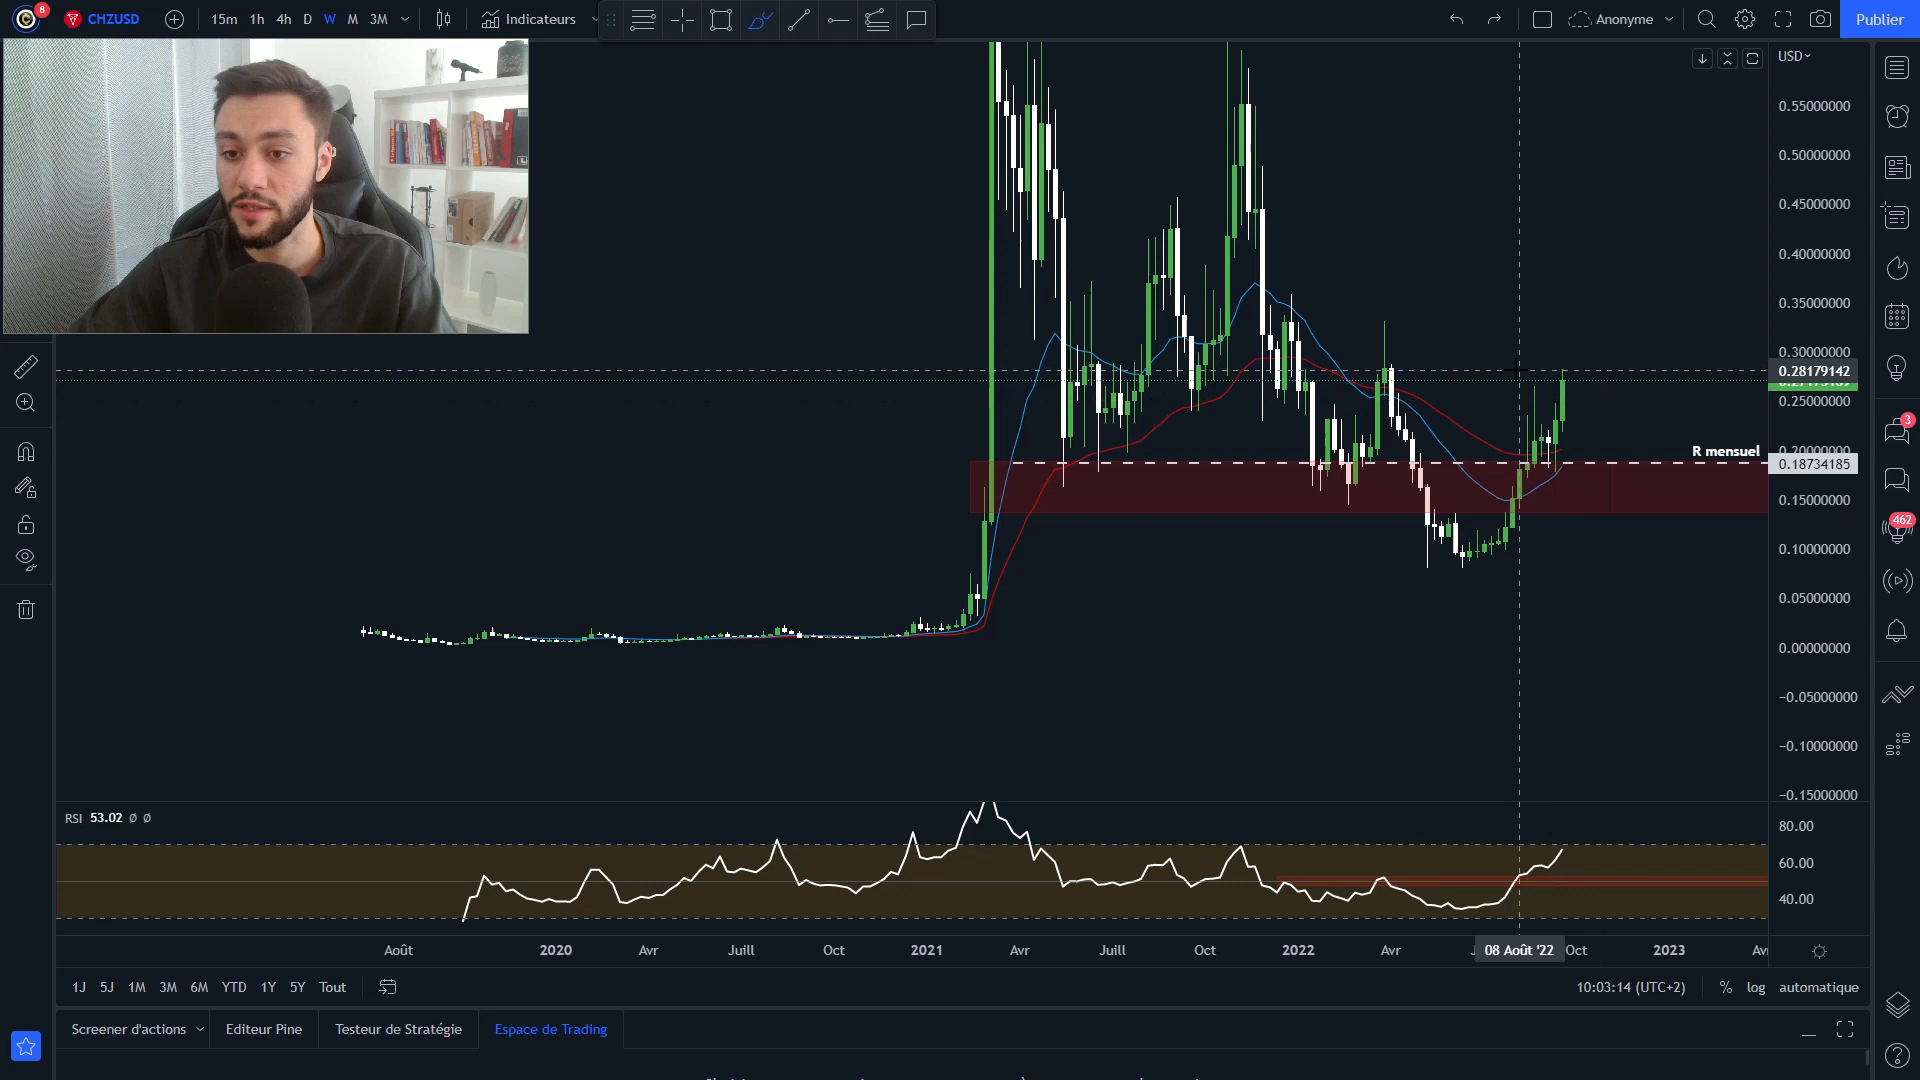 8
CHZUSD
15m 1h 4h D W M 3M
Indicateurs
Anonyme
Publier
USD
0.55000000
0.50000000
0.45000000
0.40000000
0.35000000
0.30000000
0.28179142
0.25000000
R mensuel
0.18734185
0.15000000
0.10000000
0.05000000
0.00000000
−0.05000000
−0.10000000
−0.15000000
3
462
RSI 53.02 ø ø
80.00
60.00
40.00
Août 2020 Avr Juill Oct 2021 Avr Juill Oct 2022 Avr 08 Août '22 Oct 2023
1J 5J 1M 3M 6M YTD 1Y 5Y Tout
10:03:14 (UTC+2) % log automatique
Screener d'actions Editeur Pine Testeur de Stratégie Espace de Trading